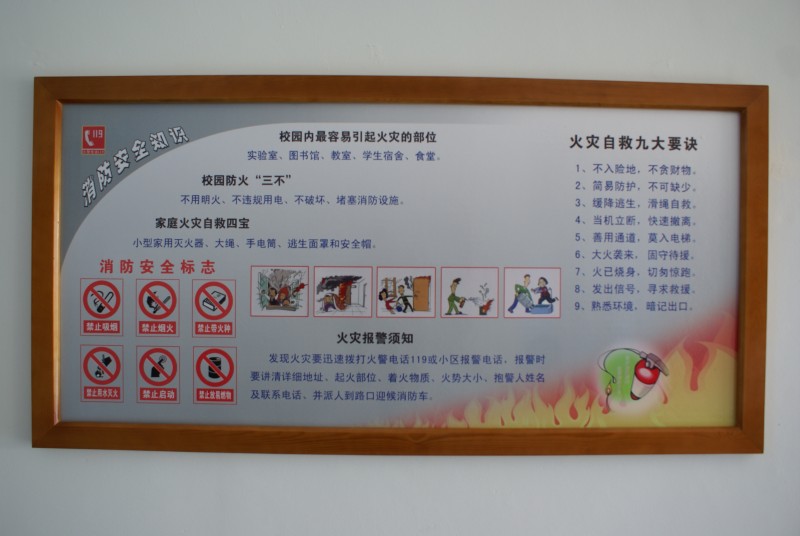 119
消防安全知识
校园内最容易引起火灾的部位
实验室、图书馆、教室、学生宿舍、食堂。
校园防火“三不”
不用明火、不违规用电、不破坏、堵塞消防设施。
家庭火灾自救四宝
小型家用灭火器、大绳、手电筒、逃生面罩和安全帽。
消防安全标志
禁止吸烟
禁止烟火
禁止带火种
禁止用水灭火
禁止启动
禁止放易燃物
火灾报警须知
发现火灾要迅速拨打火警电话119或小区报警电话，报警时
要讲清详细地址、起火部位、着火物质、火势大小、抱警人姓名
及联系电话、并派人到路口迎候消防车。
火灾自救九大要诀
1、不入险地，不贪财物。
2、简易防护，不可缺少。
3、缓降逃生，滑绳自救。
4、当机立断，快速撤离。
5、善用通道，莫入电梯。
6、大火袭来，固守待援。
7、火已烧身，切匆惊跑。
8、发出信号，寻求救援。
9、熟悉环境，暗记出口。